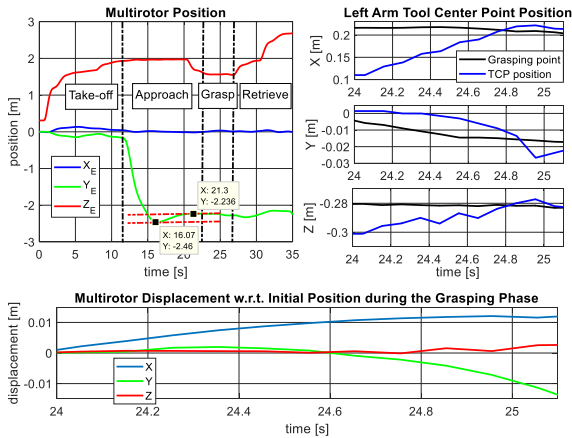 Multirotor Position
position [m]
3
2
1
0
-1
-2
-3
Take-off
Approach
Grasp
Retrieve
X_E
Y_E
Z_E
X: 21.3
Y: -2.236
X: 16.07
Y: -2.46
0 5 10 15 20 25 30 35
time [s]
Left Arm Tool Center Point Position
X [m]
0.2
0.15
0.1
Grasping point
TCP position
24 24.2 24.4 24.6 24.8 25
Y [m]
0
-0.01
-0.02
-0.03
24 24.2 24.4 24.6 24.8 25
Z [m]
-0.28
-0.3
24 24.2 24.4 24.6 24.8 25
time [s]
Multirotor Displacement w.r.t. Initial Position during the Grasping Phase
displacement [m]
0.01
0
-0.01
X
Y
Z
24 24.2 24.4 24.6 24.8 25
time [s]